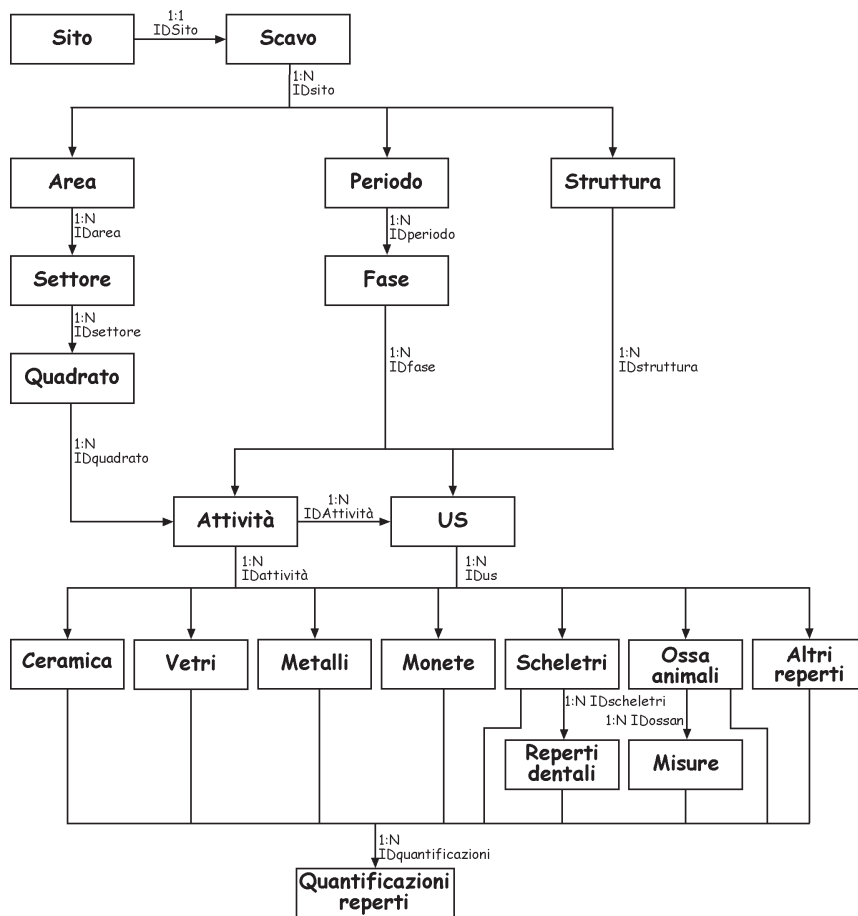 Sito
1:1
IDSito
Scavo
1:N
IDsito
Area
Periodo
Struttura
1:N
IDarea
1:N
IDperiodo
Settore
Fase
1:N
IDsettore
Quadrato
1:N
IDfase
1:N
IDstruttura
1:N
IDquadrato
Attività
1:N
IDAttività
US
1:N
IDattività
1:N
IDus
Ceramica
Vetri
Metalli
Monete
Scheletri
Ossa
animali
Altri
reperti
1:N IDscheletri
1:N IDossan
Reperti
dentali
Misure
1:N
IDquantificazioni
Quantificazioni
reperti